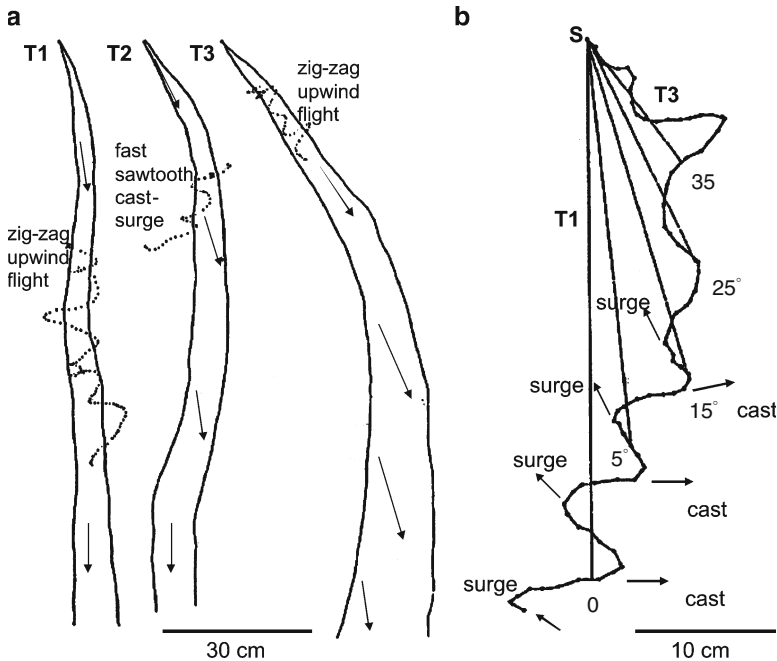 a
T1
T2
T3
zig-zag
upwind
flight
fast
sawtooth
cast-
surge
zig-zag
upwind
flight
30 cm
b
S
T3
35
T1
25°
surge
surge
15°
cast
5°
surge
cast
surge
0
cast
10 cm